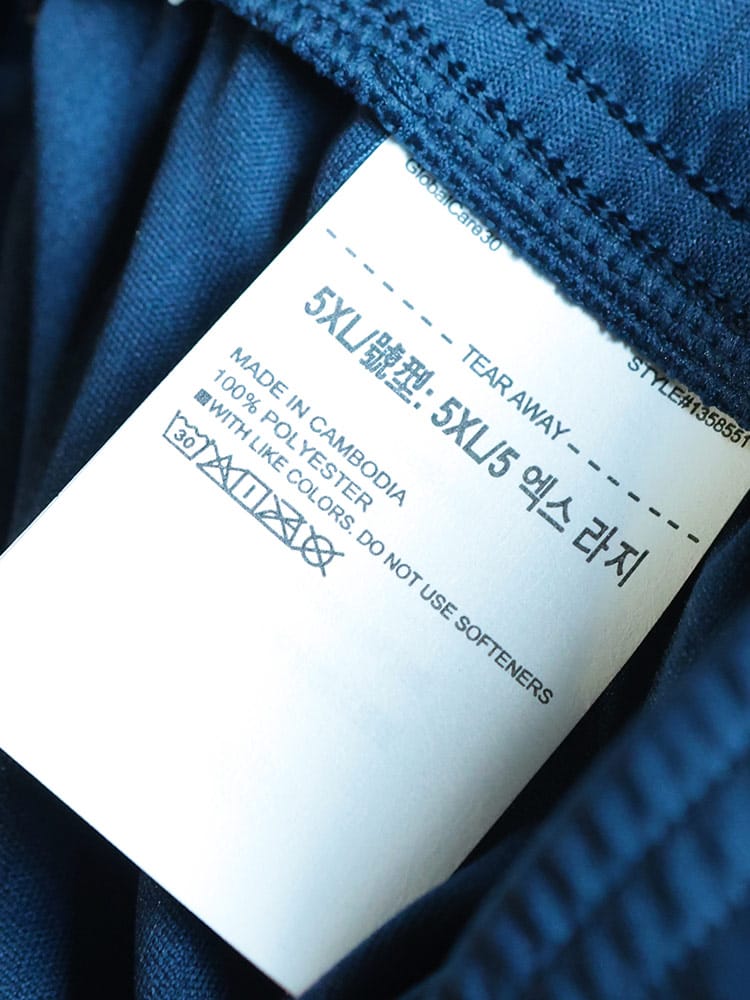 GlobalCare30
STYLE#1358551
TEAR AWAY
5XL/號型: 5XL/5 엑스 라지
MADE IN CAMBODIA
100% POLYESTER
WITH LIKE COLORS. DO NOT USE SOFTENERS
30